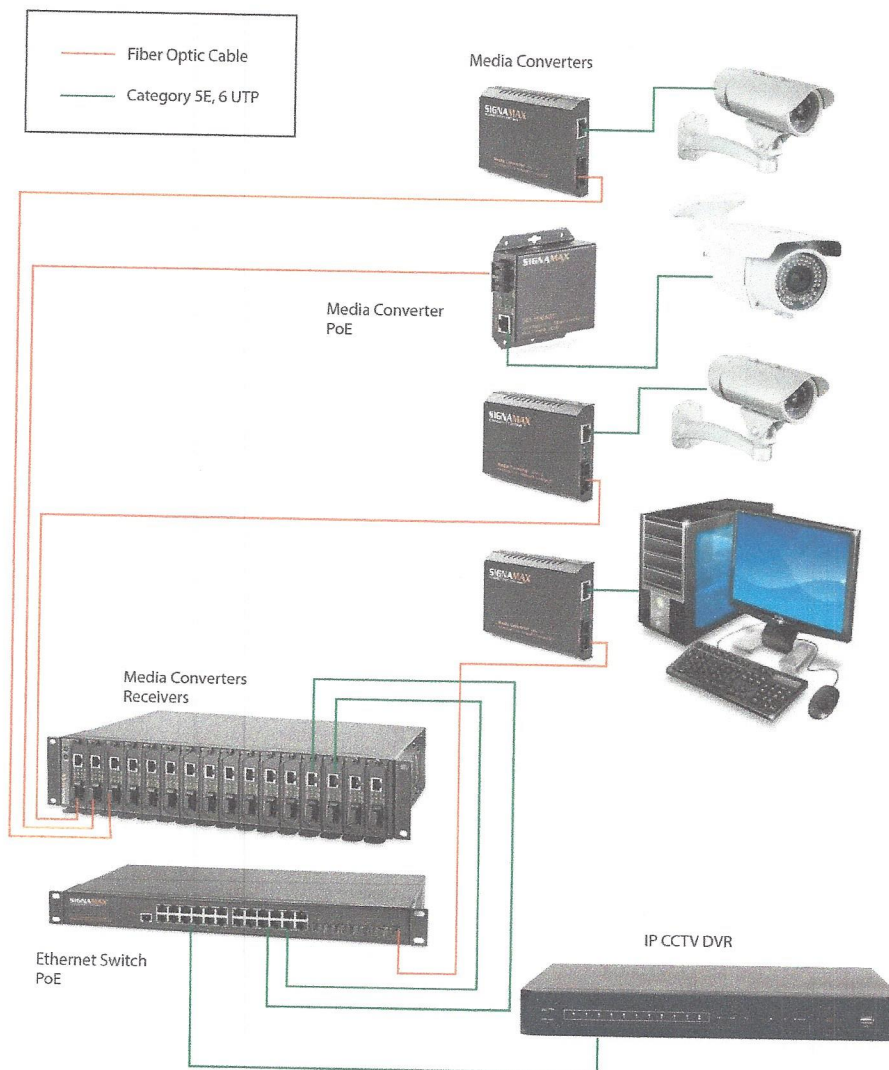 Fiber Optic Cable
Category 5E, 6 UTP
Media Converters
SIGNAMAX
SIGNAMAX
Media Converter
PoE
SIGNAMAX
SIGNAMAX
Media Converters
Receivers
SIGNAMAX
Ethernet Switch
PoE
IP CCTV DVR